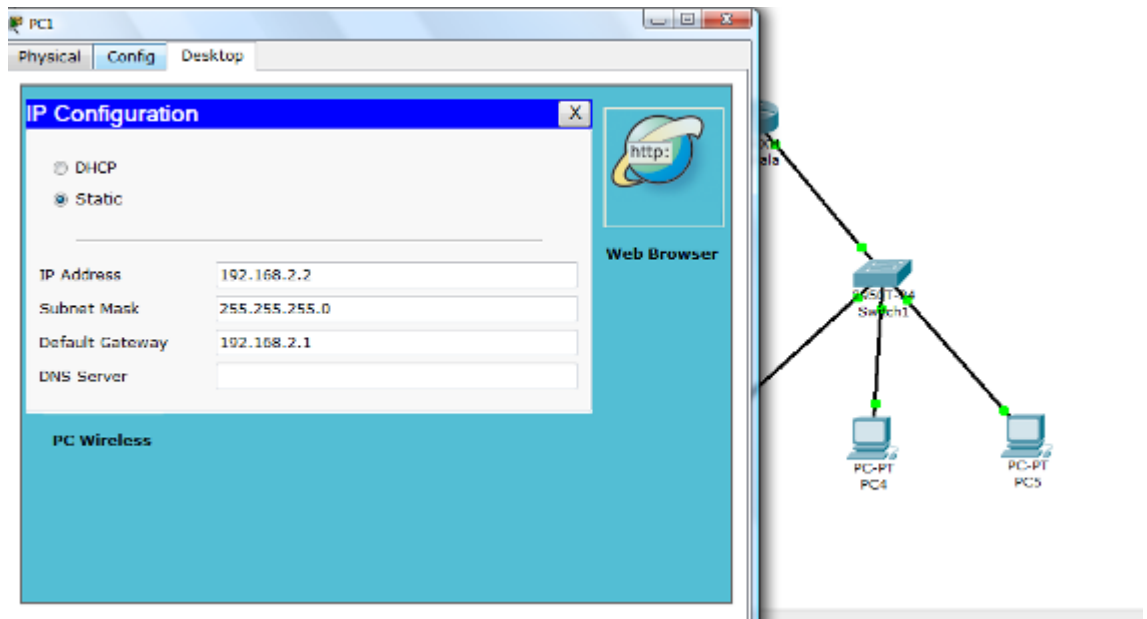 PC1
Physical Config Desktop
IP Configuration
X
DHCP
Static
IP Address 192.168.2.2
Subnet Mask 255.255.255.0
Default Gateway 192.168.2.1
DNS Server
http:
Web Browser
PC Wireless
Switch1
PC-PT
PC4
PC-PT
PC5